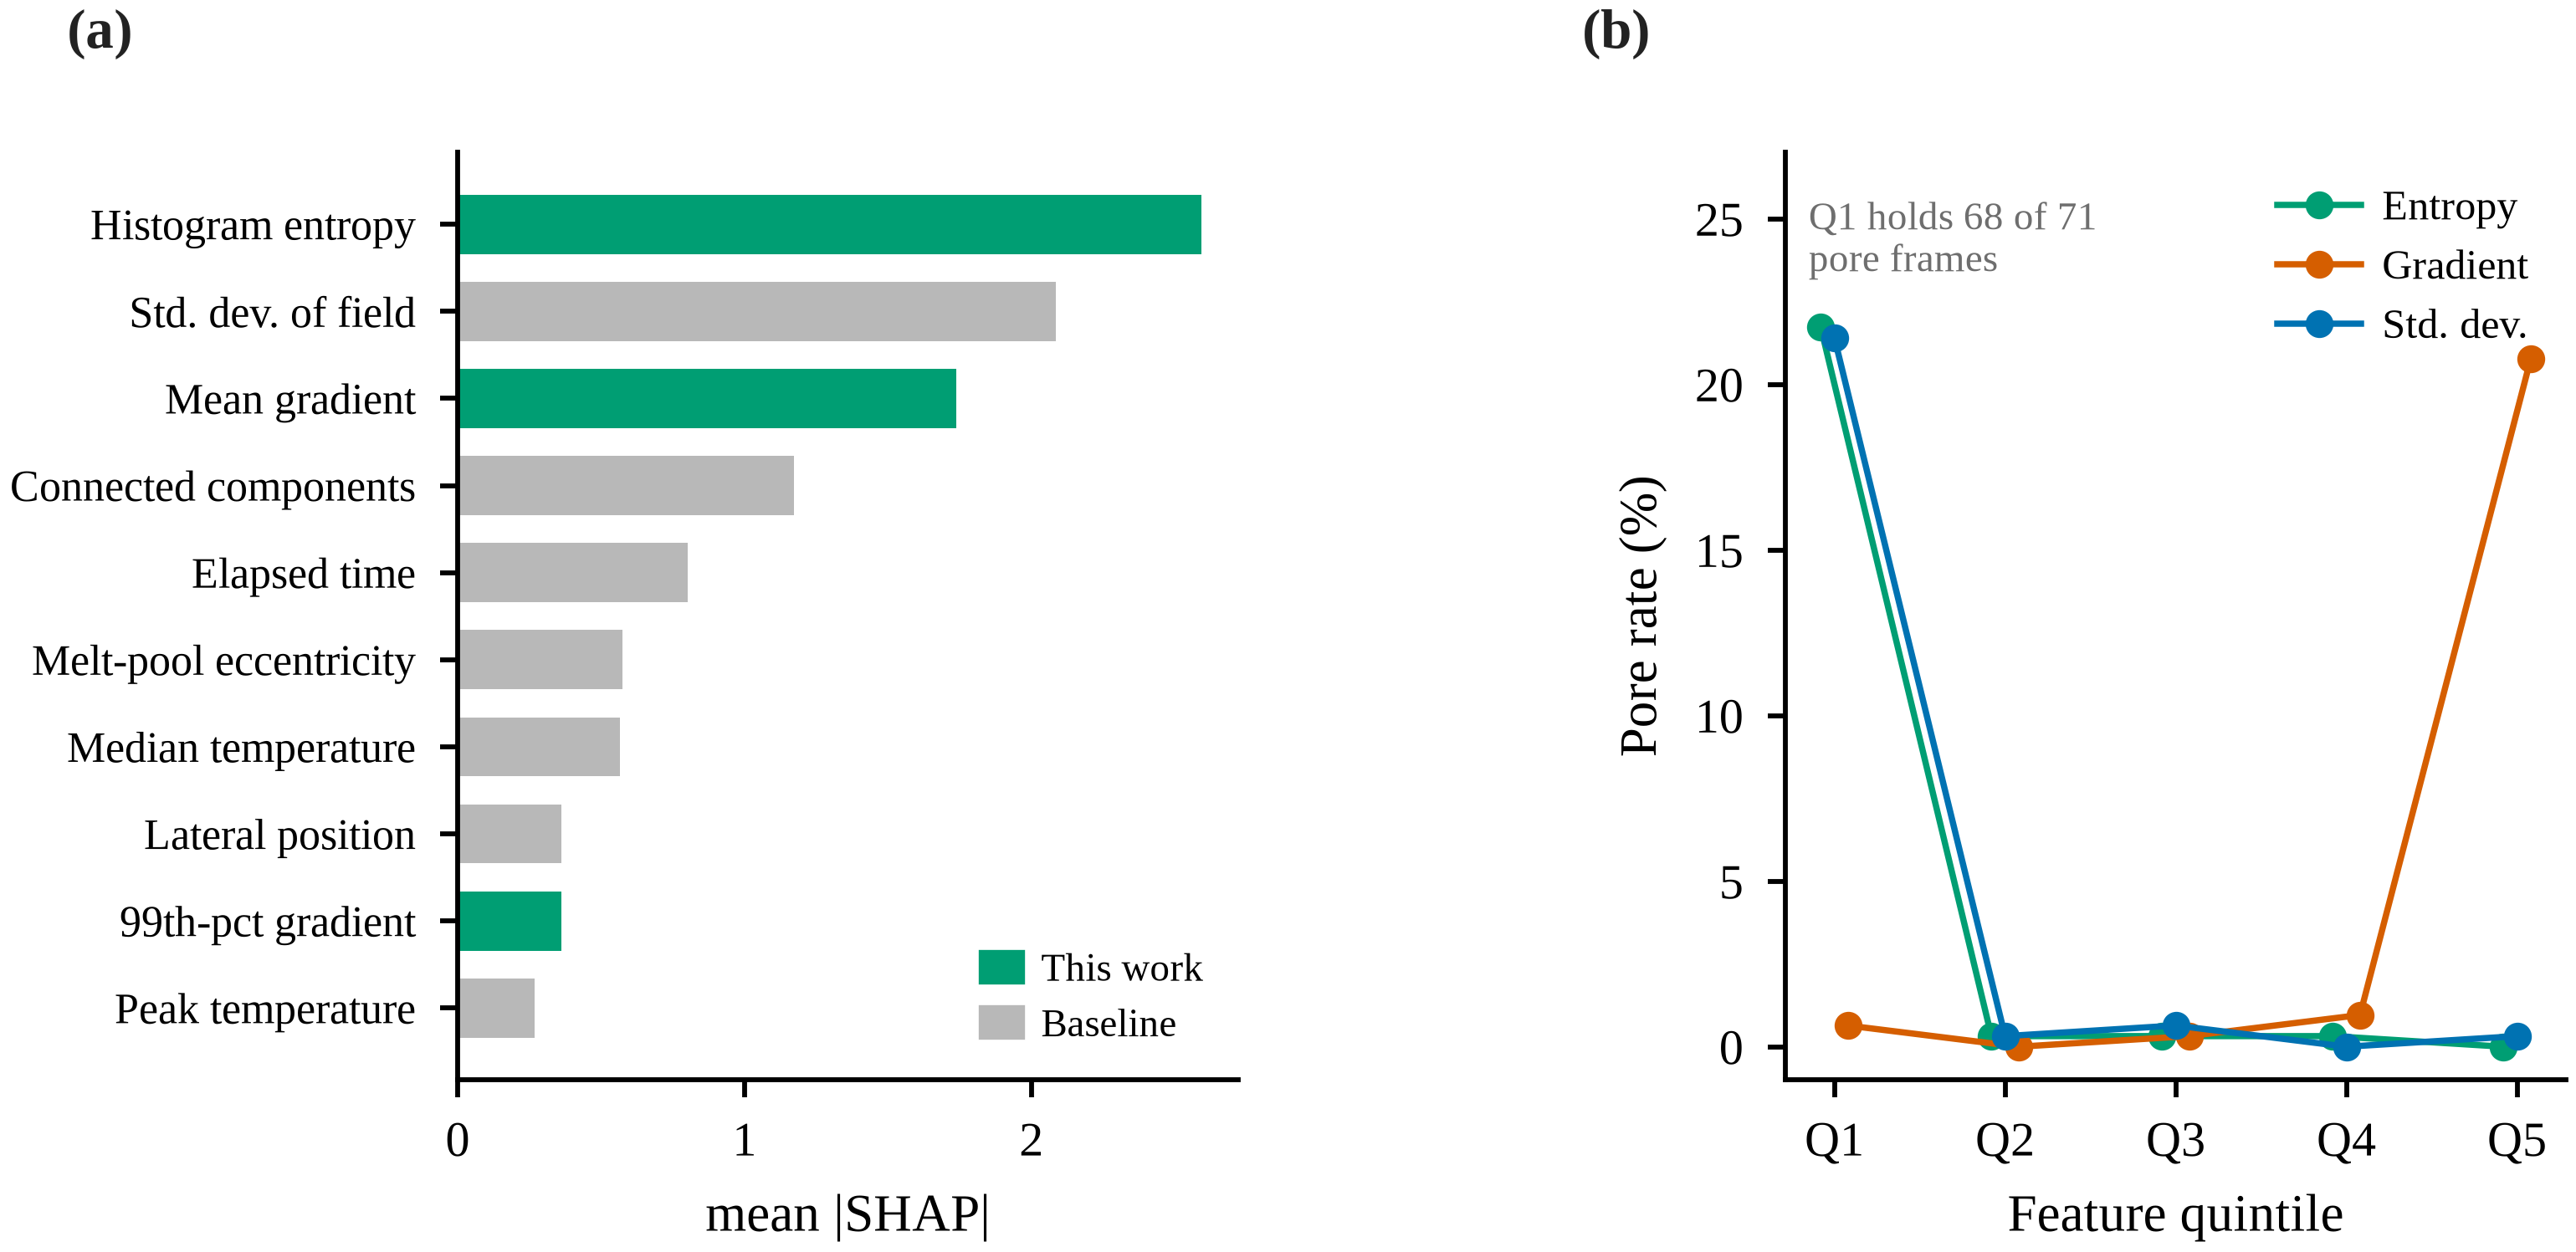 (a)
Histogram entropy
Std. dev. of field
Mean gradient
Connected components
Elapsed time
Melt-pool eccentricity
Median temperature
Lateral position
99th-pct gradient
Peak temperature
This work
Baseline
0 1 2
mean |SHAP|
(b)
Q1 holds 68 of 71
pore frames
Entropy
Gradient
Std. dev.
25
20
15
10
5
0
Pore rate (%)
Q1 Q2 Q3 Q4 Q5
Feature quintile